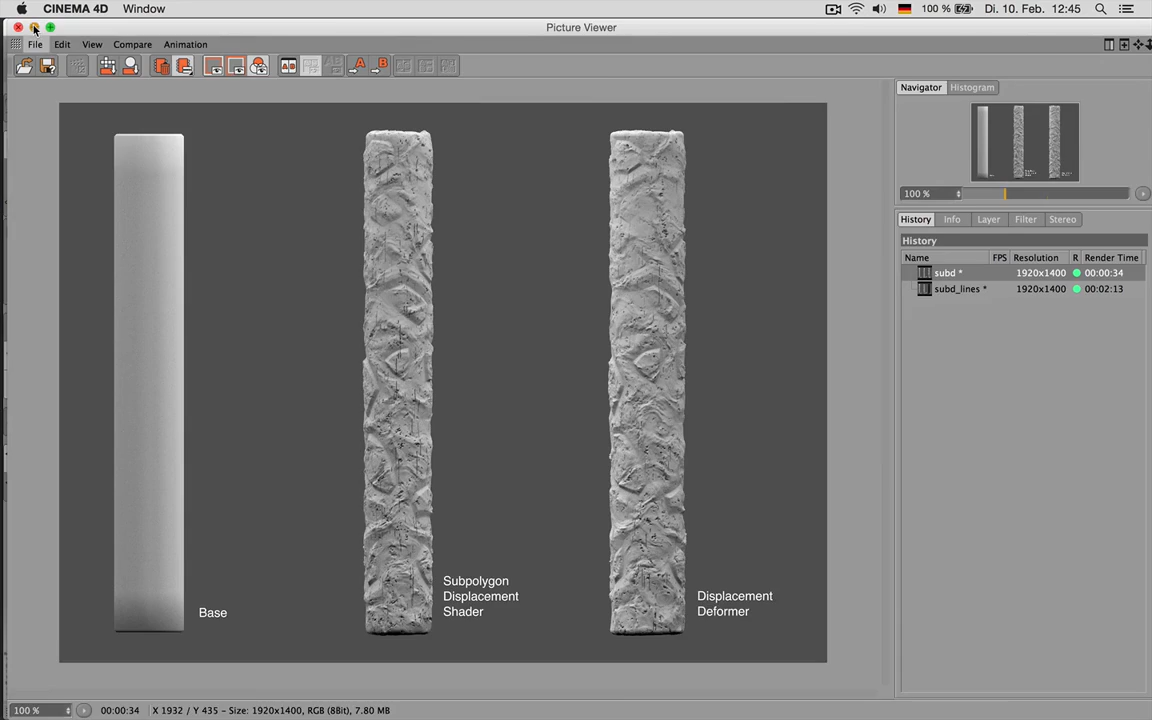 CINEMA 4D Window 100 % Di. 10. Feb. 12:45
Picture Viewer
File Edit View Compare Animation
Navigator Histogram
100 %
History Info Layer Filter Stereo
History
Name FPS Resolution R Render Time
subd * 1920x1400 00:00:34
subd_lines * 1920x1400 00:02:13
Base
Subpolygon
Displacement
Shader
Displacement
Deformer
100 % 00:00:34 X 1932 / Y 435 - Size: 1920x1400, RGB (8Bit), 7.80 MB